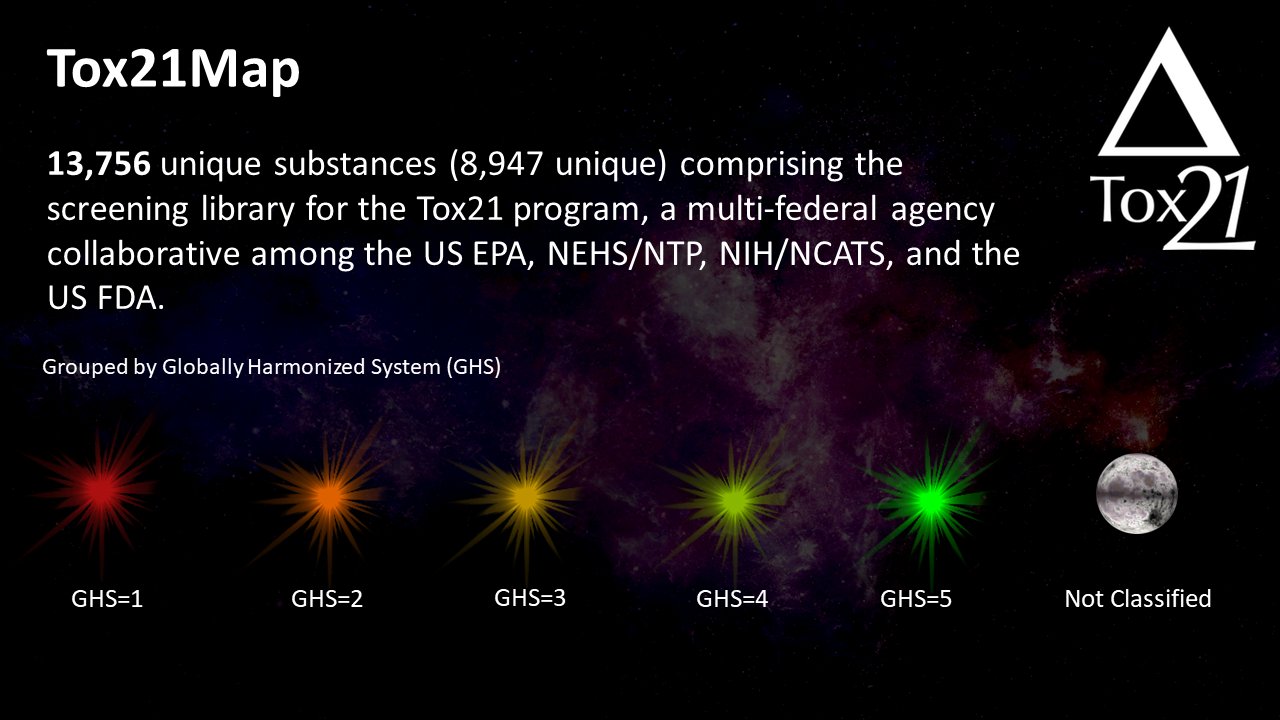 Tox21Map
13,756 unique substances (8,947 unique) comprising the
screening library for the Tox21 program, a multi-federal agency
collaborative among the US EPA, NEHS/NTP, NIH/NCATS, and the
US FDA.
Tox21
Grouped by Globally Harmonized System (GHS)
GHS=1
GHS=2
GHS=3
GHS=4
GHS=5
Not Classified